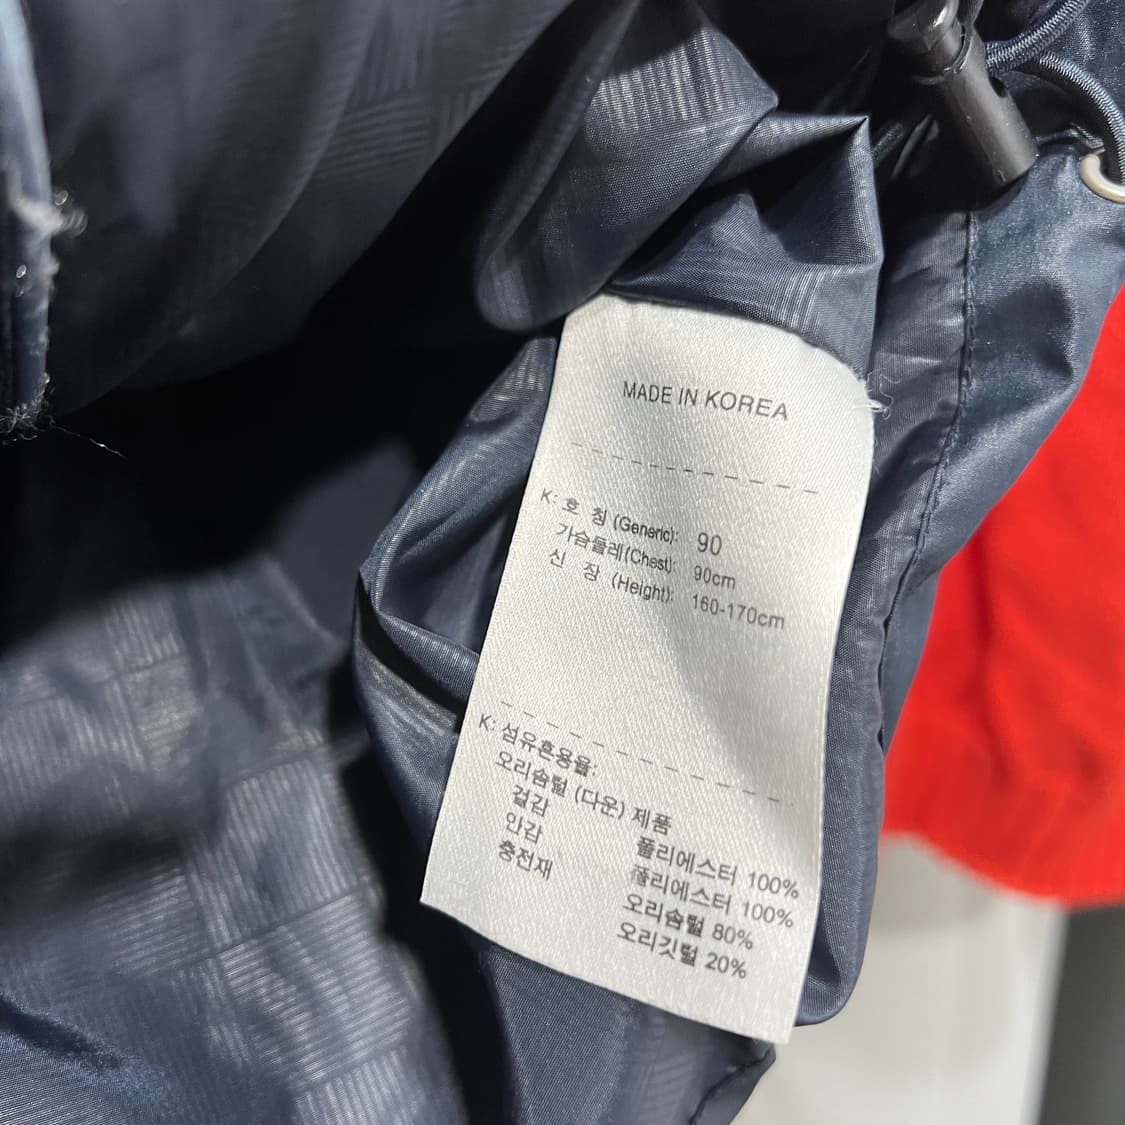 MADE IN KOREA
K: 호 칭 (Generic): 90
가슴둘레(Chest): 90cm
신 장 (Height): 160-170cm
K: 섬유혼용율:
오리솜털 (다운) 제품
겉감 폴리에스터 100%
안감 폴리에스터 100%
충전재 오리솜털 80%
오리깃털 20%